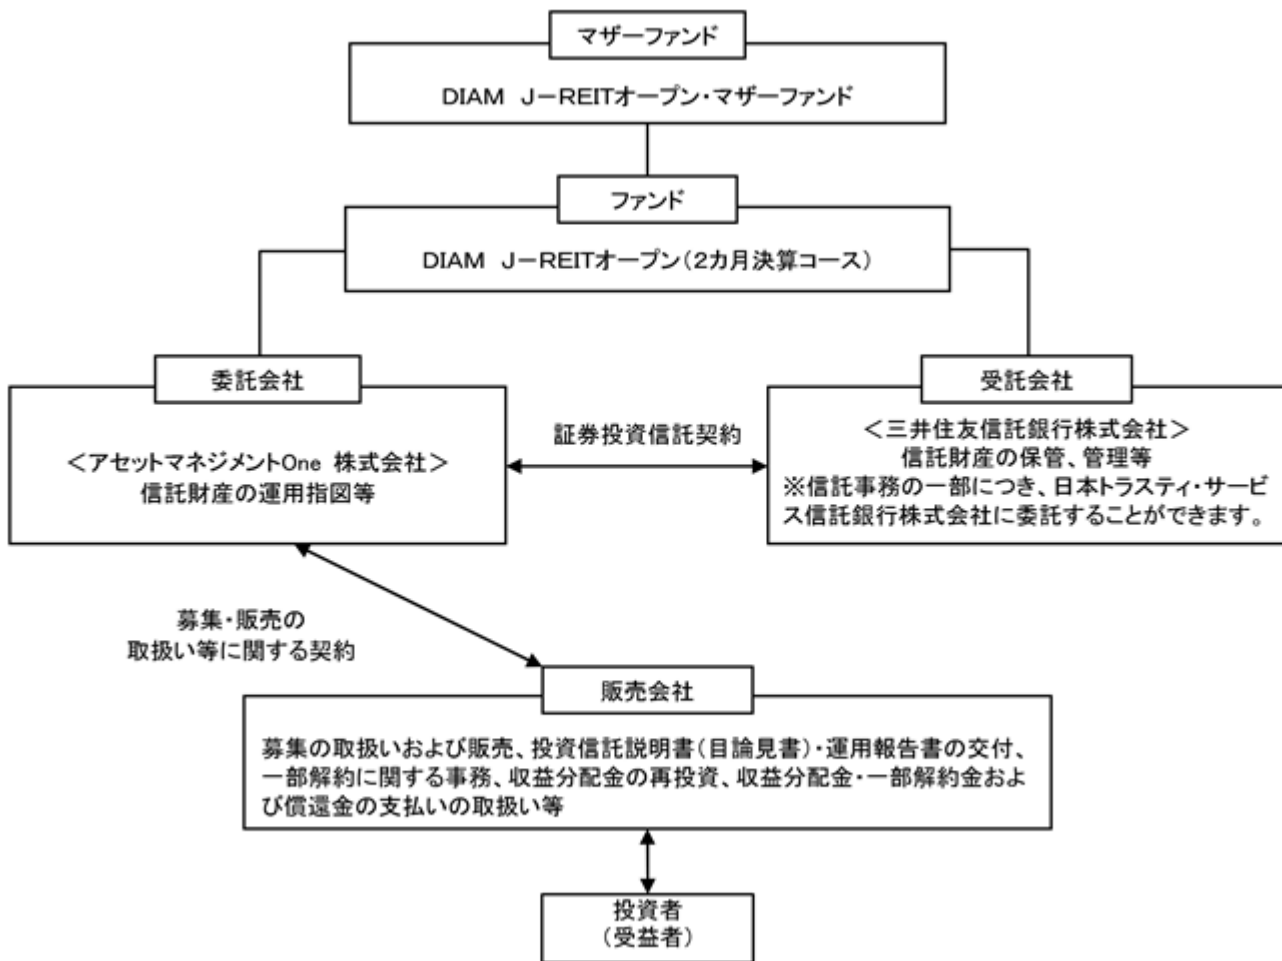 マザーファンド
DIAM J－REITオープン・マザーファンド
ファンド
DIAM J－REITオープン（2カ月決算コース）
委託会社
＜アセットマネジメントOne 株式会社＞
信託財産の運用指図等
証券投資信託契約
受託会社
＜三井住友信託銀行株式会社＞
信託財産の保管、管理等
※信託事務の一部につき、日本トラスティ・サービ
ス信託銀行株式会社に委託することができます。
募集・販売の
取扱い等に関する契約
販売会社
募集の取扱いおよび販売、投資信託説明書（目論見書）・運用報告書の交付、
一部解約に関する事務、収益分配金の再投資、収益分配金・一部解約金およ
び償還金の支払いの取扱い等
投資者
（受益者）